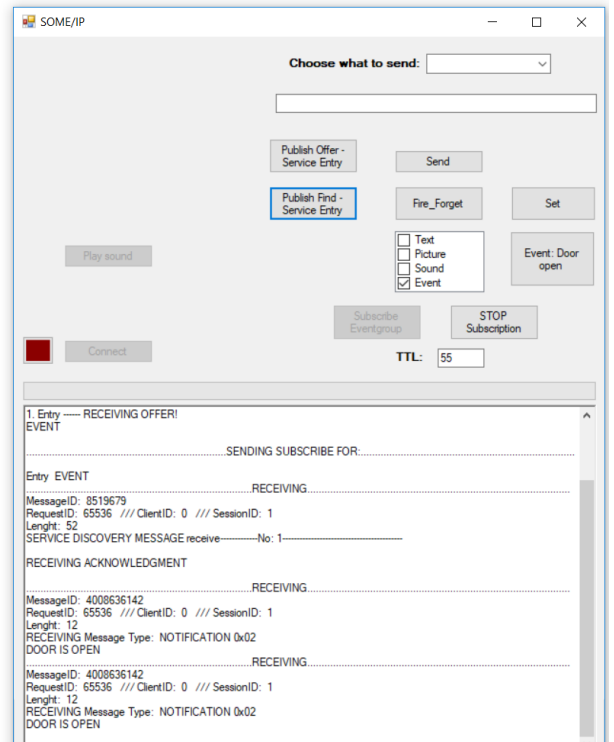 SOME/IP
Choose what to send:
Publish Offer -
Service Entry
Send
Publish Find -
Service Entry
Fire_Forget
Set
Play sound
Text
Picture
Sound
Event
Event: Door
open
Subscribe
Eventgroup
STOP
Subscription
Connect
TTL: 55
1. Entry ------ RECEIVING OFFER!
EVENT
..........................................................SENDING SUBSCRIBE FOR:..............................................................
Entry EVENT
.................................................................RECEIVING...........................................................................
MessageID: 8519679
RequestID: 65536 /// ClientID: 0 /// SessionID: 1
Lenght: 52
SERVICE DISCOVERY MESSAGE receive-------------No: 1------------------------------------------
RECEIVING ACKNOWLEDGMENT
.................................................................RECEIVING...........................................................................
MessageID: 4008636142
RequestID: 65536 /// ClientID: 0 /// SessionID: 1
Lenght: 12
RECEIVING Message Type: NOTIFICATION 0x02
DOOR IS OPEN
.................................................................RECEIVING...........................................................................
MessageID: 4008636142
RequestID: 65536 /// ClientID: 0 /// SessionID: 1
Lenght: 12
RECEIVING Message Type: NOTIFICATION 0x02
DOOR IS OPEN